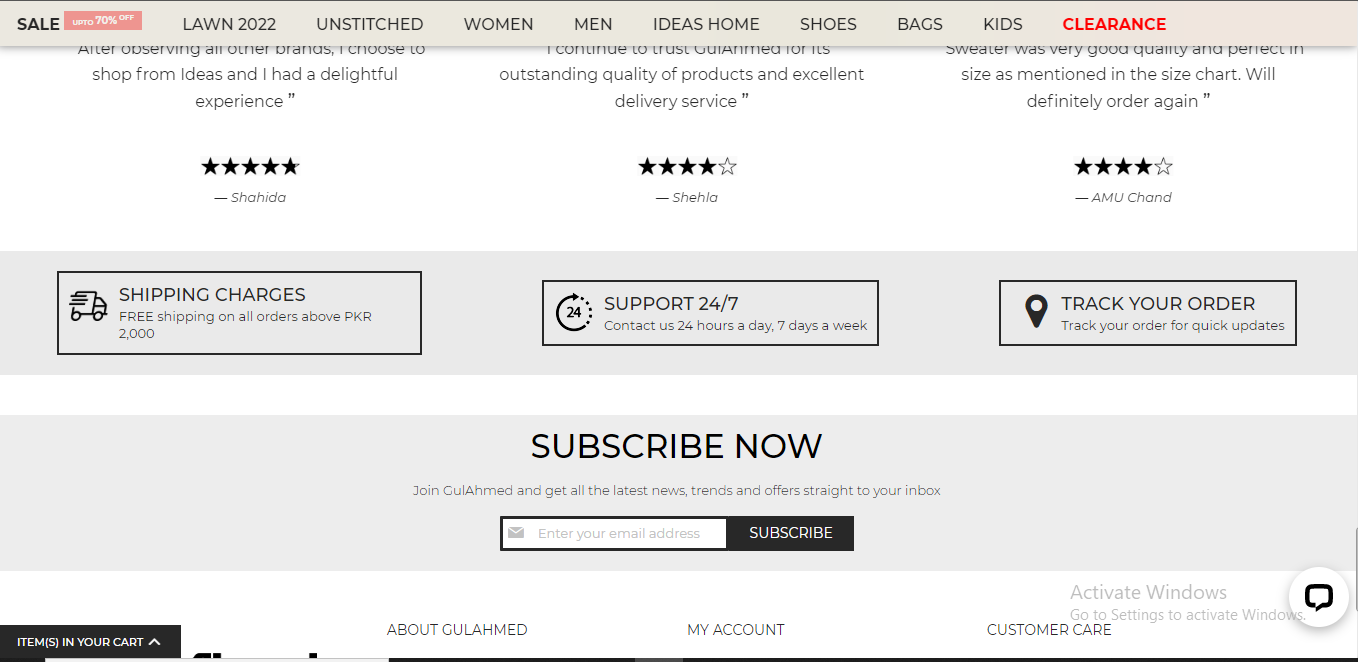 SALE UPTO 70% OFF LAWN 2022 UNSTITCHED WOMEN MEN IDEAS HOME SHOES BAGS KIDS CLEARANCE
After observing all other brands, I choose to
shop from Ideas and I had a delightful
experience ”
I continue to trust GulAhmed for its
outstanding quality of products and excellent
delivery service ”
Sweater was very good quality and perfect in
size as mentioned in the size chart. Will
definitely order again ”
— Shahida
— Shehla
— AMU Chand
SHIPPING CHARGES
FREE shipping on all orders above PKR
2,000
24
SUPPORT 24/7
Contact us 24 hours a day, 7 days a week
TRACK YOUR ORDER
Track your order for quick updates
SUBSCRIBE NOW
Join GulAhmed and get all the latest news, trends and offers straight to your inbox
Enter your email address SUBSCRIBE
Activate Windows
Go to Settings to activate Windows.
ABOUT GULAHMED MY ACCOUNT CUSTOMER CARE
ITEM(S) IN YOUR CART